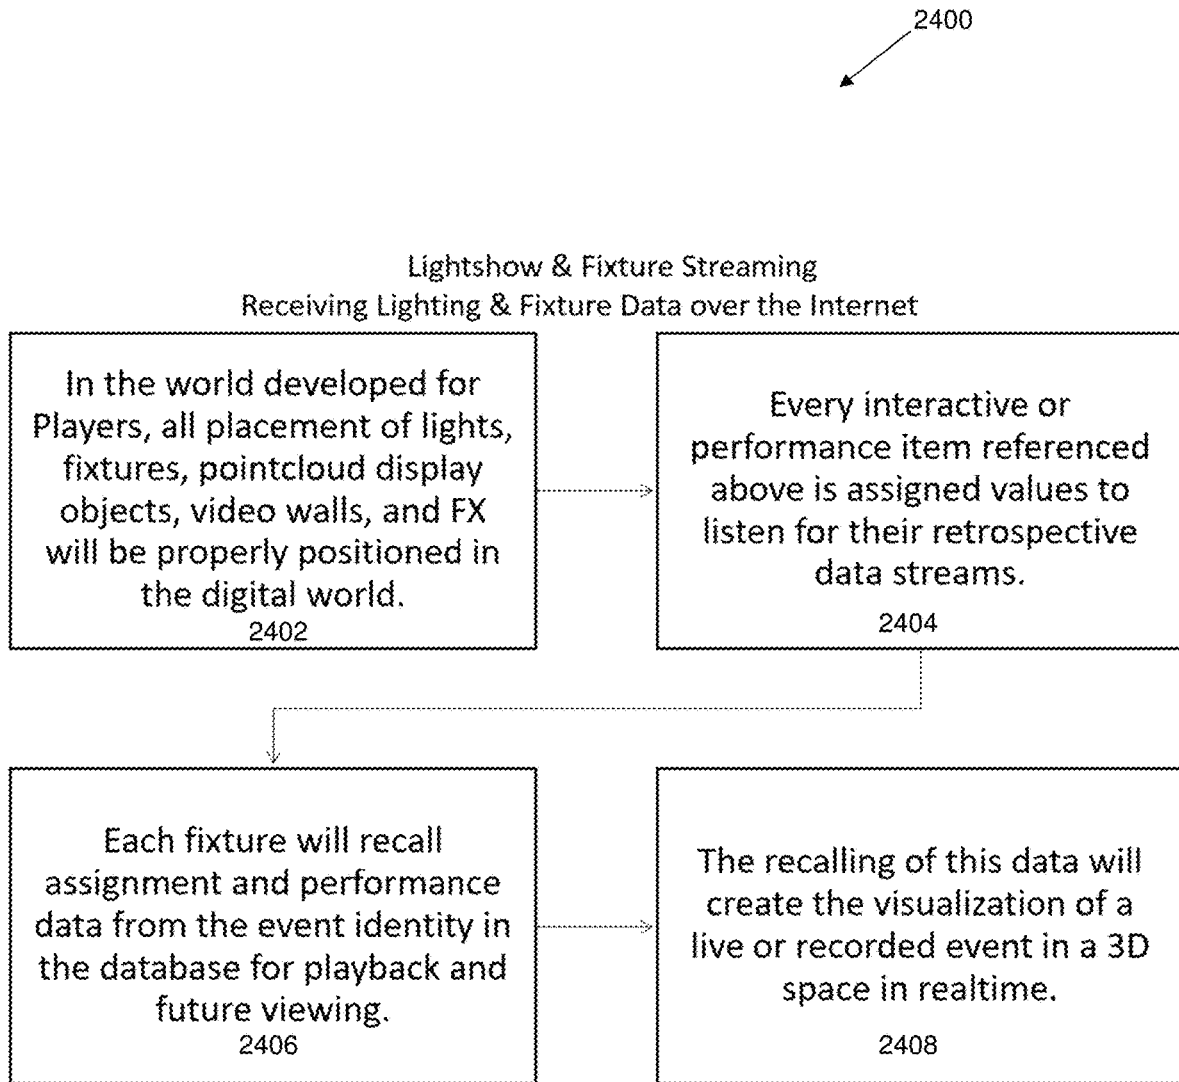 2400
Lightshow & Fixture Streaming
Receiving Lighting & Fixture Data over the Internet
In the world developed for
Players, all placement of lights,
fixtures, pointcloud display
objects, video walls, and FX
will be properly positioned in
the digital world.
2402
Every interactive or
performance item referenced
above is assigned values to
listen for their retrospective
data streams.
2404
Each fixture will recall
assignment and performance
data from the event identity in
the database for playback and
future viewing.
2406
The recalling of this data will
create the visualization of a
live or recorded event in a 3D
space in realtime.
2408